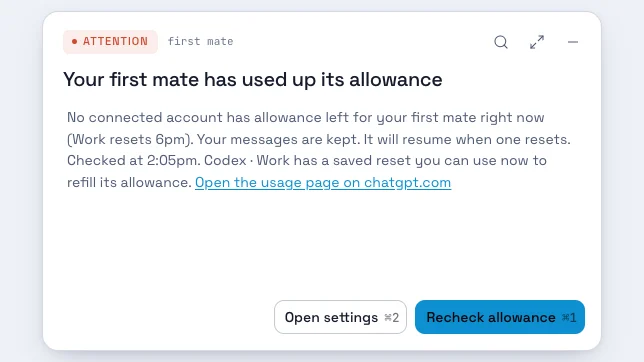 ATTENTION first mate
Your first mate has used up its allowance
No connected account has allowance left for your first mate right now
(Work resets 6pm). Your messages are kept. It will resume when one resets.
Checked at 2:05pm. Codex · Work has a saved reset you can use now to
refill its allowance. Open the usage page on chatgpt.com
Open settings ⌘2 Recheck allowance ⌘1